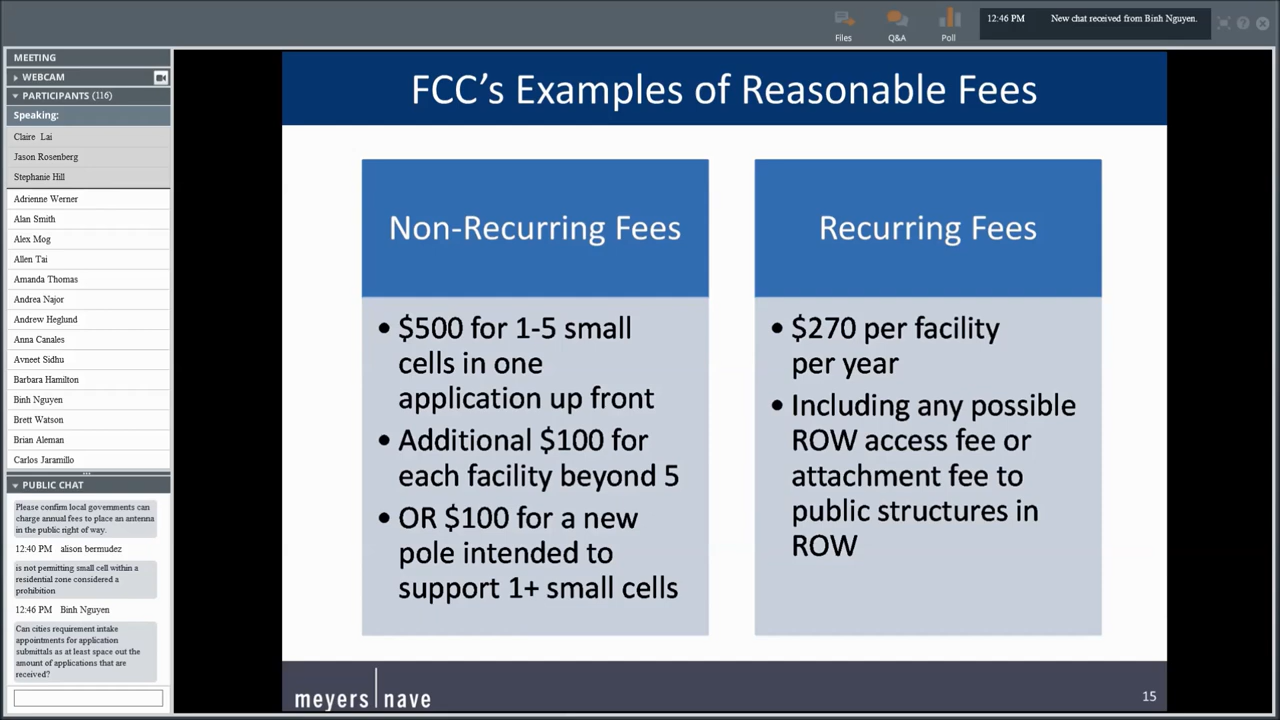 Files
Q&A
Poll
12:46 PM New chat received from Binh Nguyen.
MEETING
WEBCAM
PARTICIPANTS (116)
Speaking:
Claire Lai
Jason Rosenberg
Stephanie Hill
Adrienne Werner
Alan Smith
Alex Mog
Allen Tai
Amanda Thomas
Andrea Najor
Andrew Heglund
Anna Canales
Avneet Sidhu
Barbara Hamilton
Binh Nguyen
Brett Watson
Brian Aleman
Carlos Jaramillo
PUBLIC CHAT
Please confirm local governments can
charge annual fees to place an antenna
in the public right of way.
12:40 PM alison bermudez
is not permitting small cell within a
residential zone considered a
prohibition
12:46 PM Binh Nguyen
Can cities requirement intake
appointments for application
submittals as at least space out the
amount of applications that are
received?
FCC's Examples of Reasonable Fees
Non-Recurring Fees
• $500 for 1-5 small
cells in one
application up front
• Additional $100 for
each facility beyond 5
• OR $100 for a new
pole intended to
support 1+ small cells
Recurring Fees
• $270 per facility
per year
• Including any possible
ROW access fee or
attachment fee to
public structures in
ROW
meyers nave
15